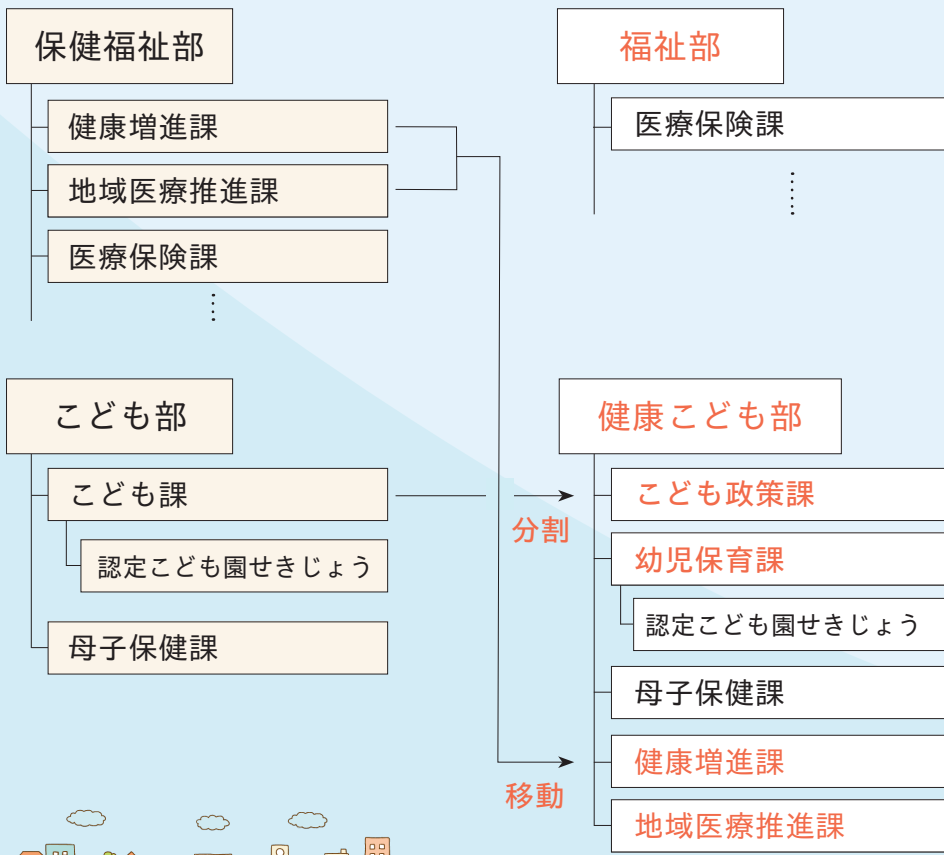 保健福祉部
健康増進課
地域医療推進課
医療保険課
こども部
こども課
認定こども園せきじょう
母子保健課
福祉部
医療保険課
分割
移動
健康こども部
こども政策課
幼児保育課
認定こども園せきじょう
母子保健課
健康増進課
地域医療推進課